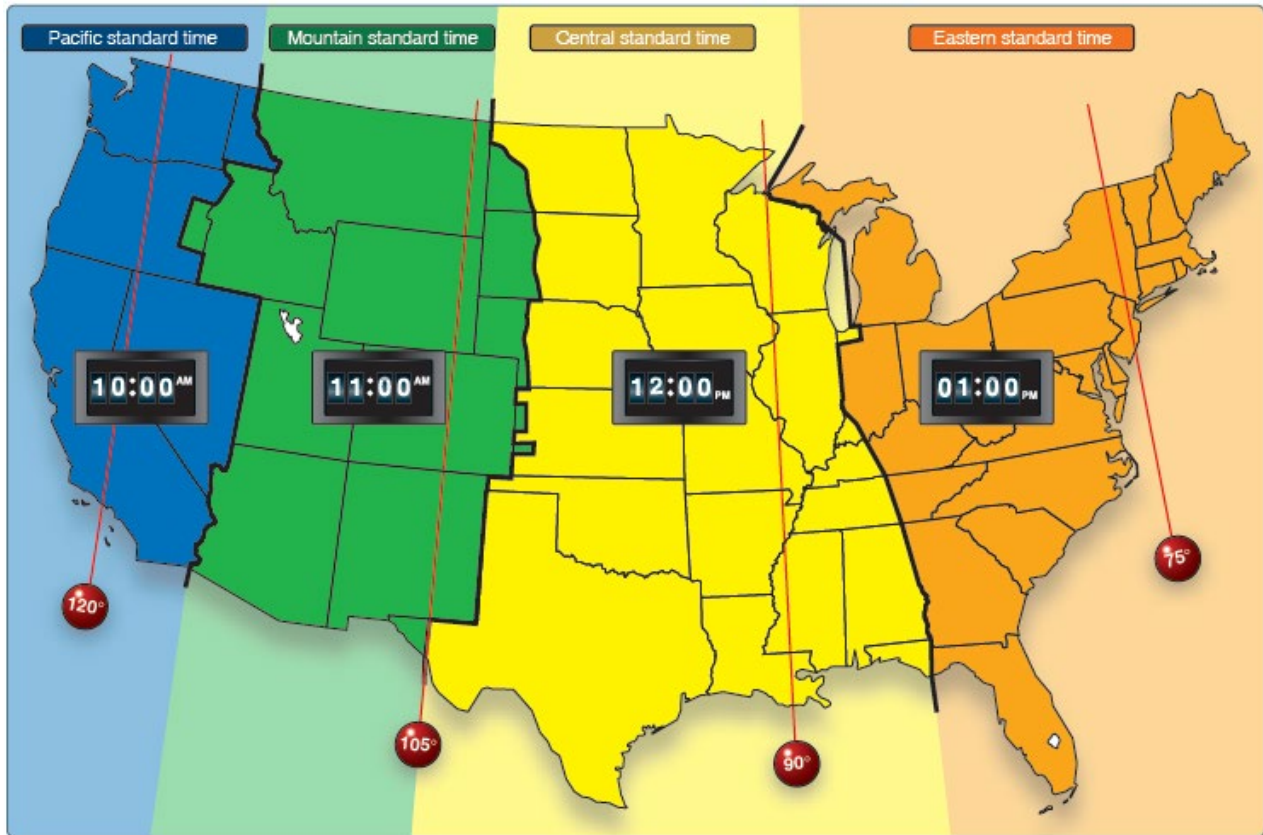 Pacific standard time
Mountain standard time
Central standard time
Eastern standard time
10:00 AM
11:00 AM
12:00 PM
01:00 PM
120°
105°
90°
75°